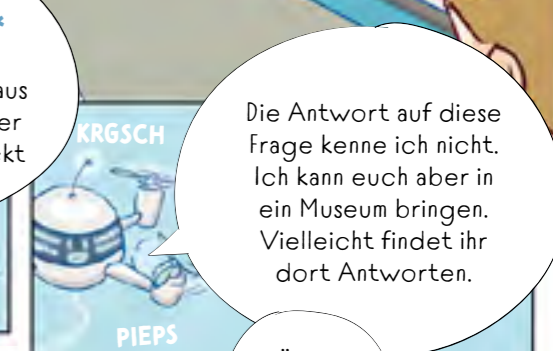 aus
er
kt
KRGSCH
Die Antwort auf diese
Frage kenne ich nicht.
Ich kann euch aber in
ein Museum bringen.
Vielleicht findet ihr
dort Antworten.
PIEPS